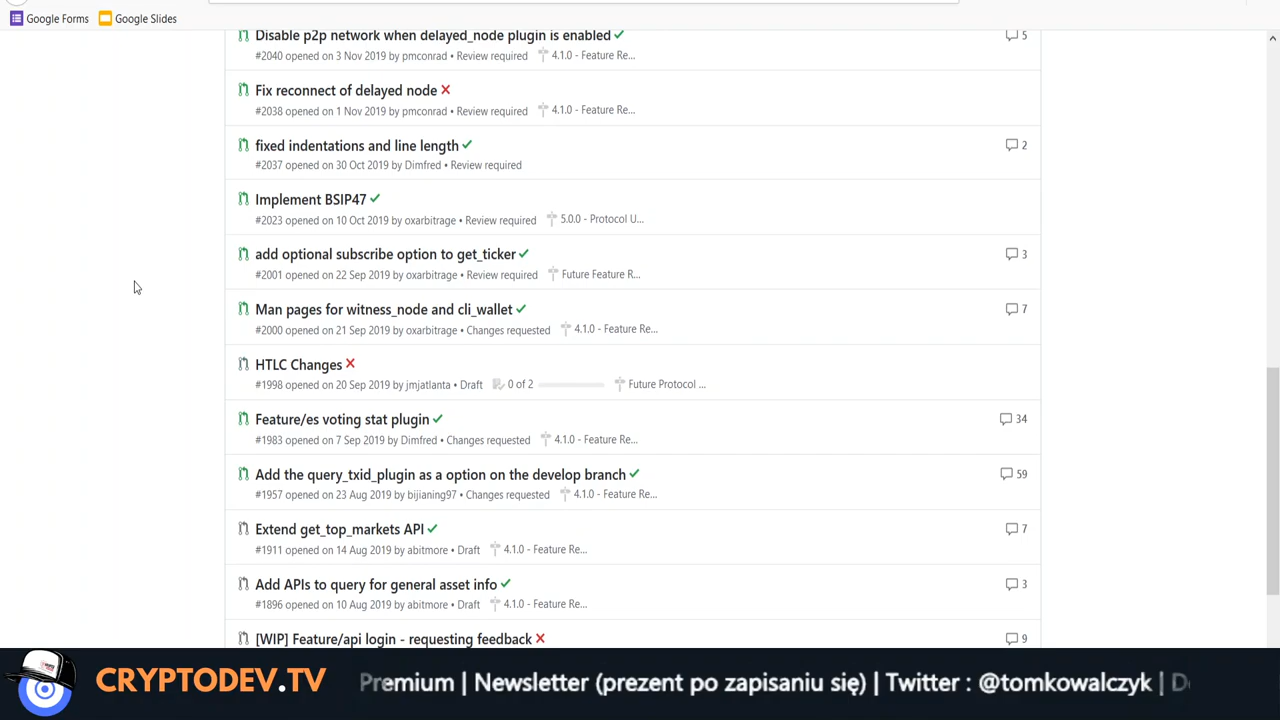 Google Forms Google Slides
Disable p2p network when delayed_node plugin is enabled 5
#2040 opened on 3 Nov 2019 by pmconrad • Review required 4.1.0 - Feature Re...
Fix reconnect of delayed node
#2038 opened on 1 Nov 2019 by pmconrad • Review required 4.1.0 - Feature Re...
fixed indentations and line length 2
#2037 opened on 30 Oct 2019 by Dimfred • Review required
Implement BSIP47
#2023 opened on 10 Oct 2019 by oxarbitrage • Review required 5.0.0 - Protocol U...
add optional subscribe option to get_ticker 3
#2001 opened on 22 Sep 2019 by oxarbitrage • Review required Future Feature R...
Man pages for witness_node and cli_wallet 7
#2000 opened on 21 Sep 2019 by oxarbitrage • Changes requested 4.1.0 - Feature Re...
HTLC Changes
#1998 opened on 20 Sep 2019 by jmjatlanta • Draft 0 of 2 Future Protocol ...
Feature/es voting stat plugin 34
#1983 opened on 7 Sep 2019 by Dimfred • Changes requested 4.1.0 - Feature Re...
Add the query_txid_plugin as a option on the develop branch 59
#1957 opened on 23 Aug 2019 by bijianing97 • Changes requested 4.1.0 - Feature Re...
Extend get_top_markets API 7
#1911 opened on 14 Aug 2019 by abitmore • Draft 4.1.0 - Feature Re...
Add APIs to query for general asset info 3
#1896 opened on 10 Aug 2019 by abitmore • Draft 4.1.0 - Feature Re...
[WIP] Feature/api login - requesting feedback 9
CRYPTODEV.TV Premium | Newsletter (prezent po zapisaniu się) | Twitter : @tomkowalczyk |